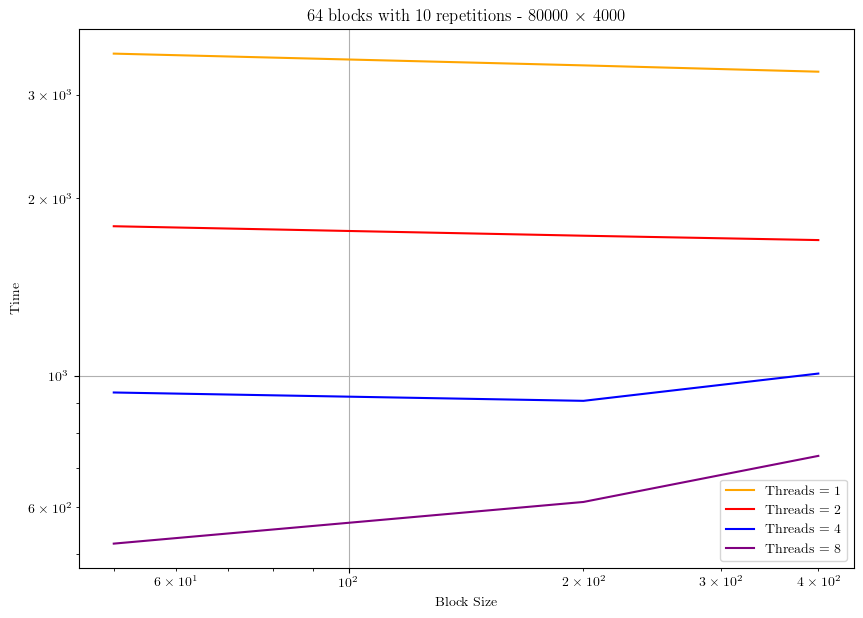 64 blocks with 10 repetitions - 80000 × 4000
3 × 10³
2 × 10³
10³
6 × 10²
Time
6 × 10¹
10²
2 × 10²
3 × 10²
4 × 10²
Block Size
Threads = 1
Threads = 2
Threads = 4
Threads = 8